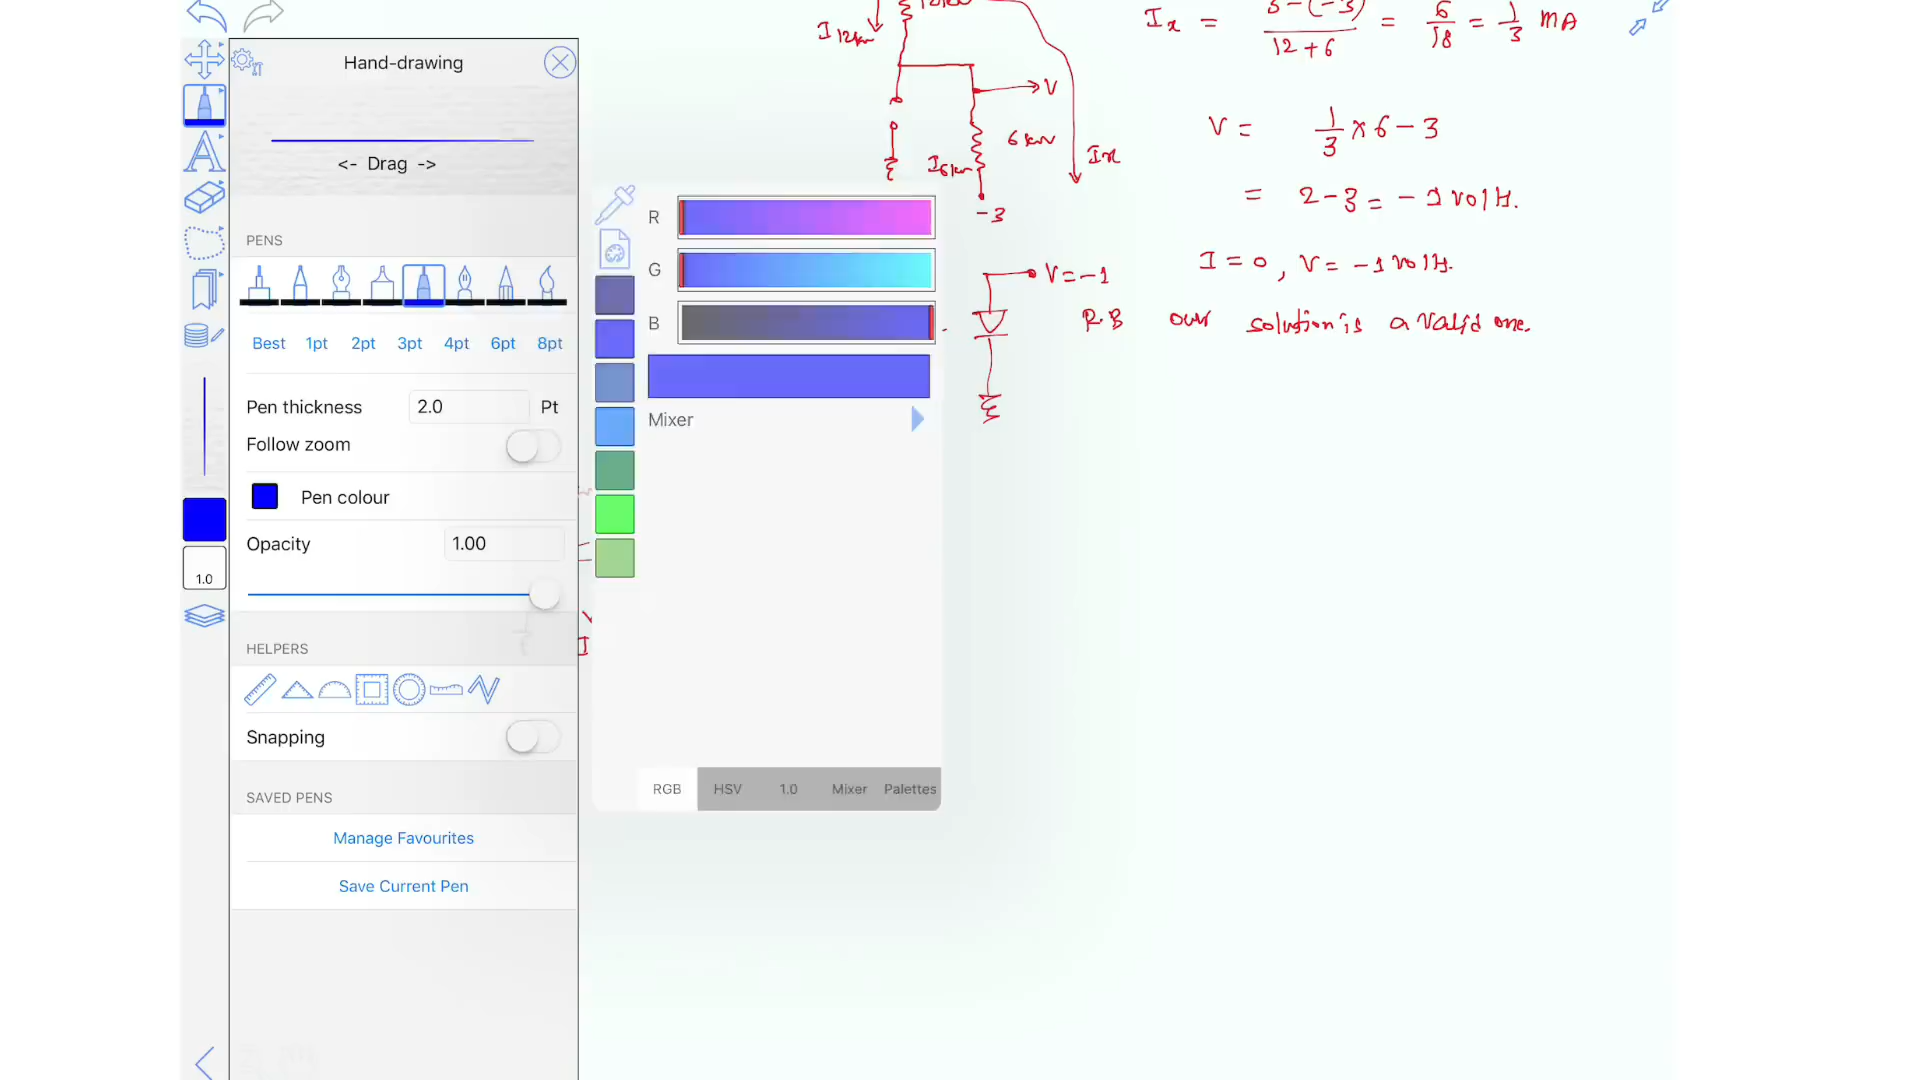 Hand-drawing
<- Drag ->
PENS
Best 1pt 2pt 3pt 4pt 6pt 8pt
Pen thickness 2.0 Pt
Follow zoom
Pen colour
Opacity 1.00
1.0
HELPERS
Snapping
SAVED PENS
Manage Favourites
Save Current Pen
R
G
B
Mixer
RGB HSV 1.0 Mixer Palettes
I12kΩ
V
6kΩ
I6kΩ
Ix
-3
V=-1
Ix = 3-(-3)/12+6 = 6/18 = 1/3 mA
V = 1/3 × 6 - 3
= 2-3 = -1 volt.
I = 0, V = -1 volt.
R.B our solution is a valid one.
I